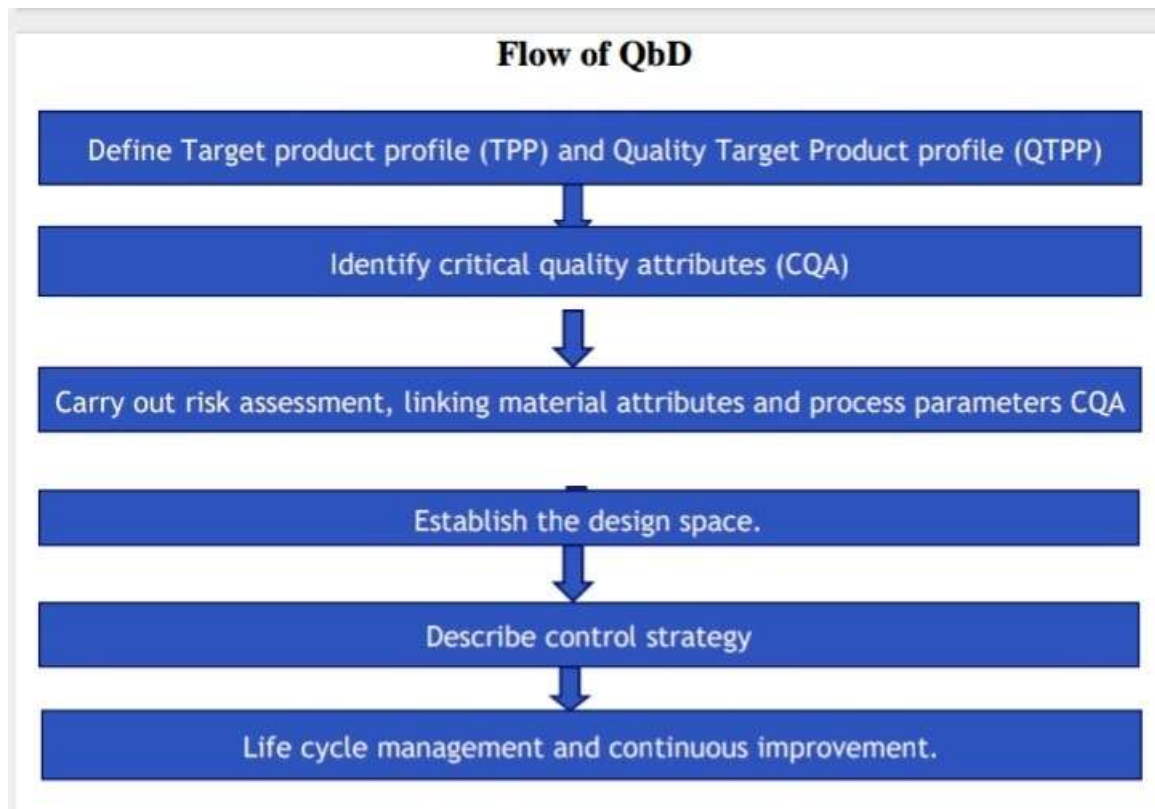 Flow of QbD
Define Target product profile (TPP) and Quality Target Product profile (QTPP)
Identify critical quality attributes (CQA)
Carry out risk assessment, linking material attributes and process parameters CQA
Establish the design space.
Describe control strategy
Life cycle management and continuous improvement.